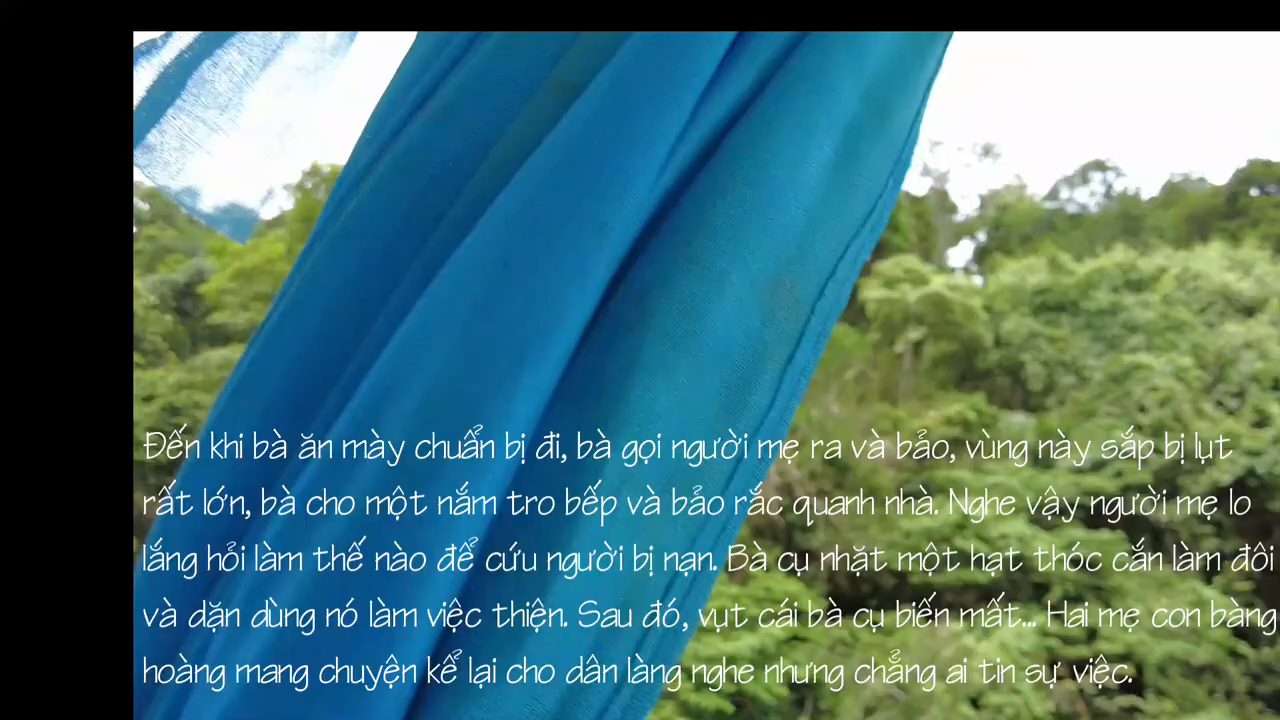 Đến khi bà ăn mày chuẩn bị đi, bà gọi người mẹ ra và bảo, vùng này sắp bị lụt
rất lớn, bà cho một nắm tro bếp và bảo rắc quanh nhà. Nghe vậy người mẹ lo
lắng hỏi làm thế nào để cứu người bị nạn. Bà cụ nhặt một hạt thóc cắn làm đôi
và dặn dùng nó làm việc thiện. Sau đó, vụt cái bà cụ biến mất... Hai mẹ con bàng
hoàng mang chuyện kể lại cho dân làng nghe nhưng chẳng ai tin sự việc.